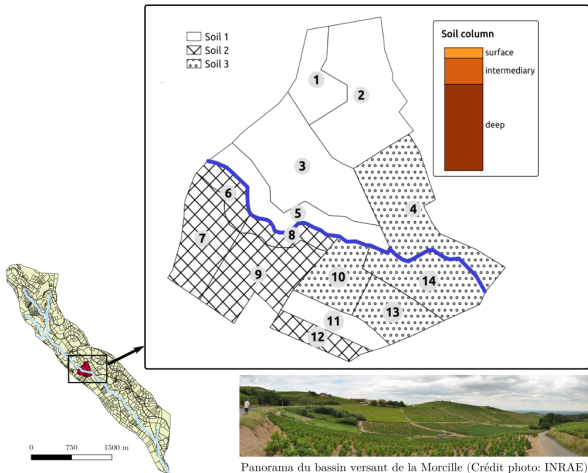 Soil 1
Soil 2
Soil 3
Soil column
surface
intermediary
deep
1
2
3
4
5
6
7
8
9
10
11
12
13
14
0 750 1500 m
Panorama du bassin versant de la Morcille (Crédit photo: INRAE)